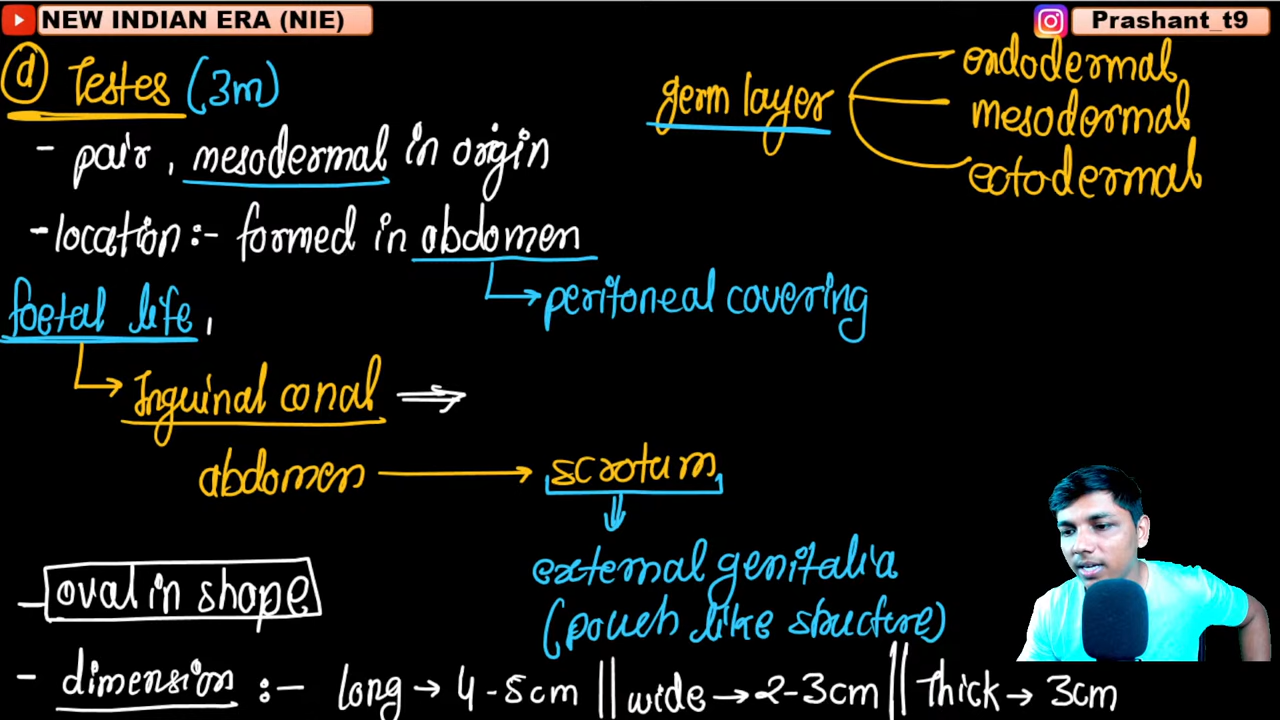 NEW INDIAN ERA (NIE)
Prashant_t9
d Testes (3m)
germ layer
endodermal
mesodermal
ectodermal
- pair, mesodermal in origin
- location :- formed in abdomen
peritoneal covering
foetal life,
Inguinal canal ⇒
abdomen → scrotum
external genitalia
(pouch like structure)
- oval in shape
- dimension :- long → 4-5cm || wide → 2-3cm || Thick → 3cm